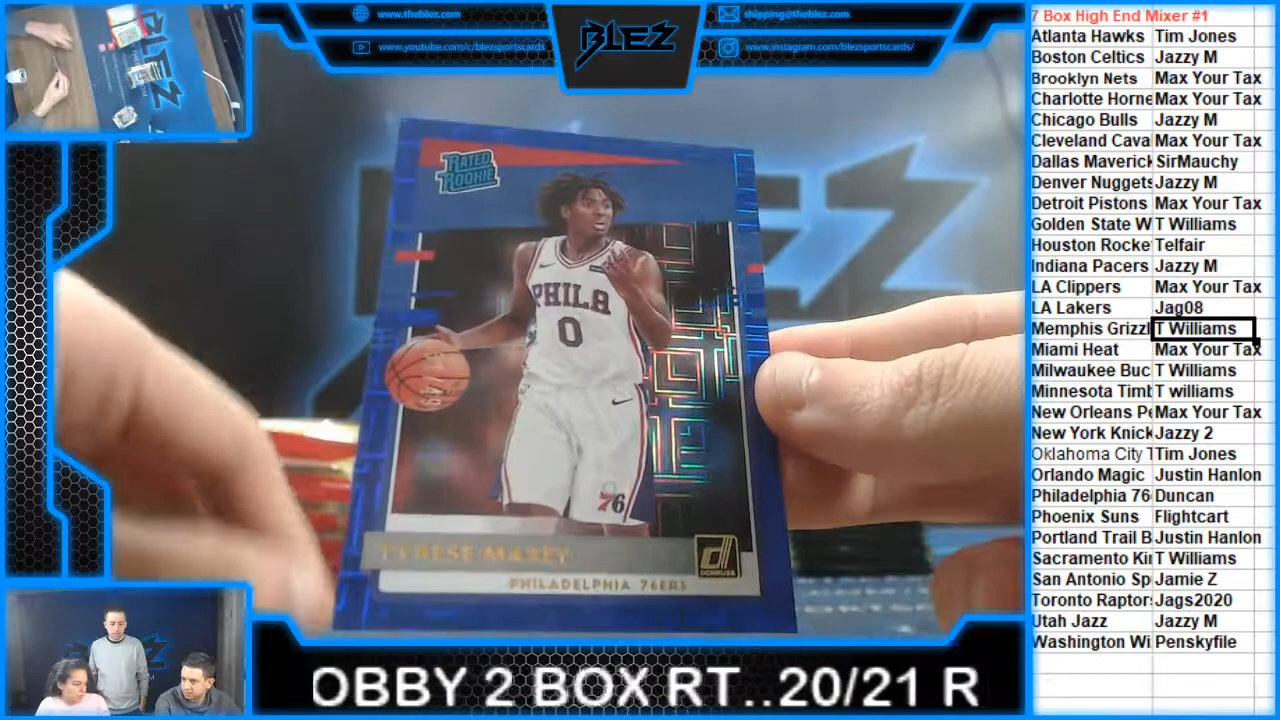 www.theblez.com
shipping@theblez.com
www.youtube.com/c/blezsportscards
www.instagram.com/blezsportscards/
BLEZ
RATED
ROOKIE
PHILA
0
76
TYRESE MAXEY
PHILADELPHIA 76ERS
d
DONRUSS
OBBY 2 BOX RT..20/21 R
7 Box High End Mixer #1
Atlanta Hawks Tim Jones
Boston Celtics Jazzy M
Brooklyn Nets Max Your Tax
Charlotte Horne Max Your Tax
Chicago Bulls Jazzy M
Cleveland Cava Max Your Tax
Dallas Maverick SirMauchy
Denver Nuggets Jazzy M
Detroit Pistons Max Your Tax
Golden State W T Williams
Houston Rocke Telfair
Indiana Pacers Jazzy M
LA Clippers Max Your Tax
LA Lakers Jag08
Memphis Grizzl T Williams
Miami Heat Max Your Tax
Milwaukee Buc T Williams
Minnesota Timb T williams
New Orleans Pe Max Your Tax
New York Knick Jazzy 2
Oklahoma City T Tim Jones
Orlando Magic Justin Hanlon
Philadelphia 76 Duncan
Phoenix Suns Flightcart
Portland Trail B Justin Hanlon
Sacramento Kin T Williams
San Antonio Sp Jamie Z
Toronto Raptor Jags2020
Utah Jazz Jazzy M
Washington Wi Penskyfile